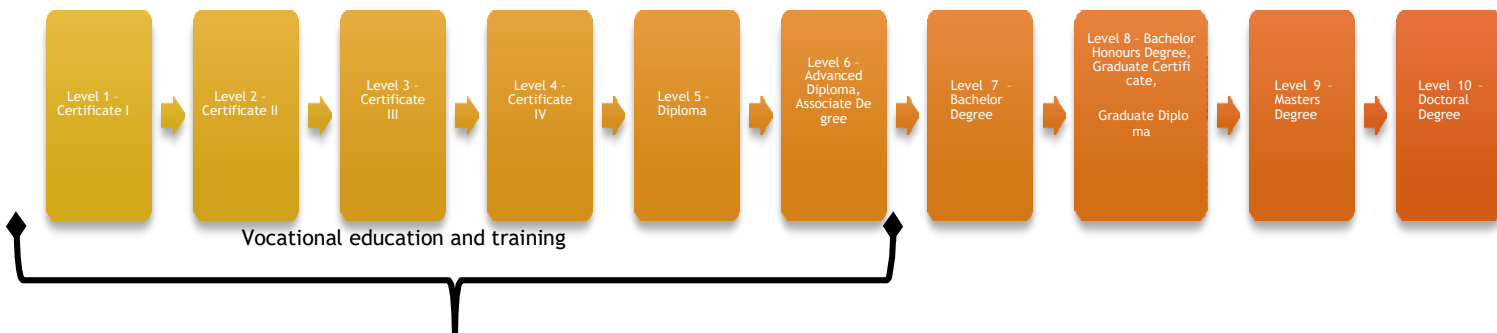 Level 1 –
Certificate I
Level 2 –
Certificate II
Level 3 –
Certificate
III
Level 4 –
Certificate
IV
Level 5 –
Diploma
Level 6 –
Advanced
Diploma,
Associate De
gree
Level 7 –
Bachelor
Degree
Level 8 – Bachelor
Honours Degree,
Graduate Certifi
cate,
Graduate Diplo
ma
Level 9 –
Masters
Degree
Level 10 –
Doctoral
Degree
Vocational education and training